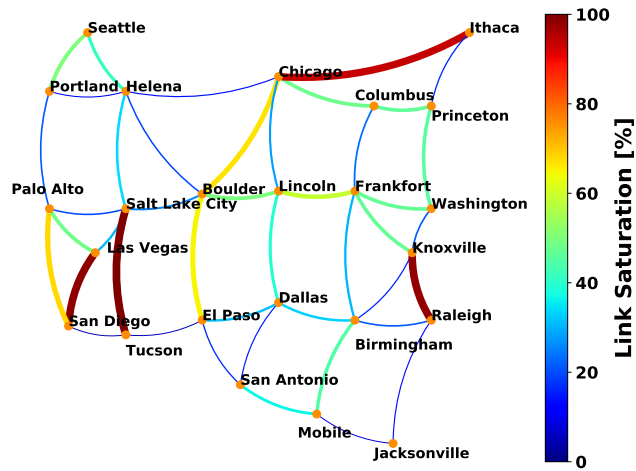 Seattle
Ithaca
100
Chicago
Portland
Helena
Columbus
Princeton
80
Palo Alto
Boulder
Lincoln
Frankfort
Salt Lake City
Washington
60
Las Vegas
Knoxville
Link Saturation [%]
40
Dallas
San Diego
El Paso
Raleigh
Tucson
Birmingham
20
San Antonio
Mobile
Jacksonville
0